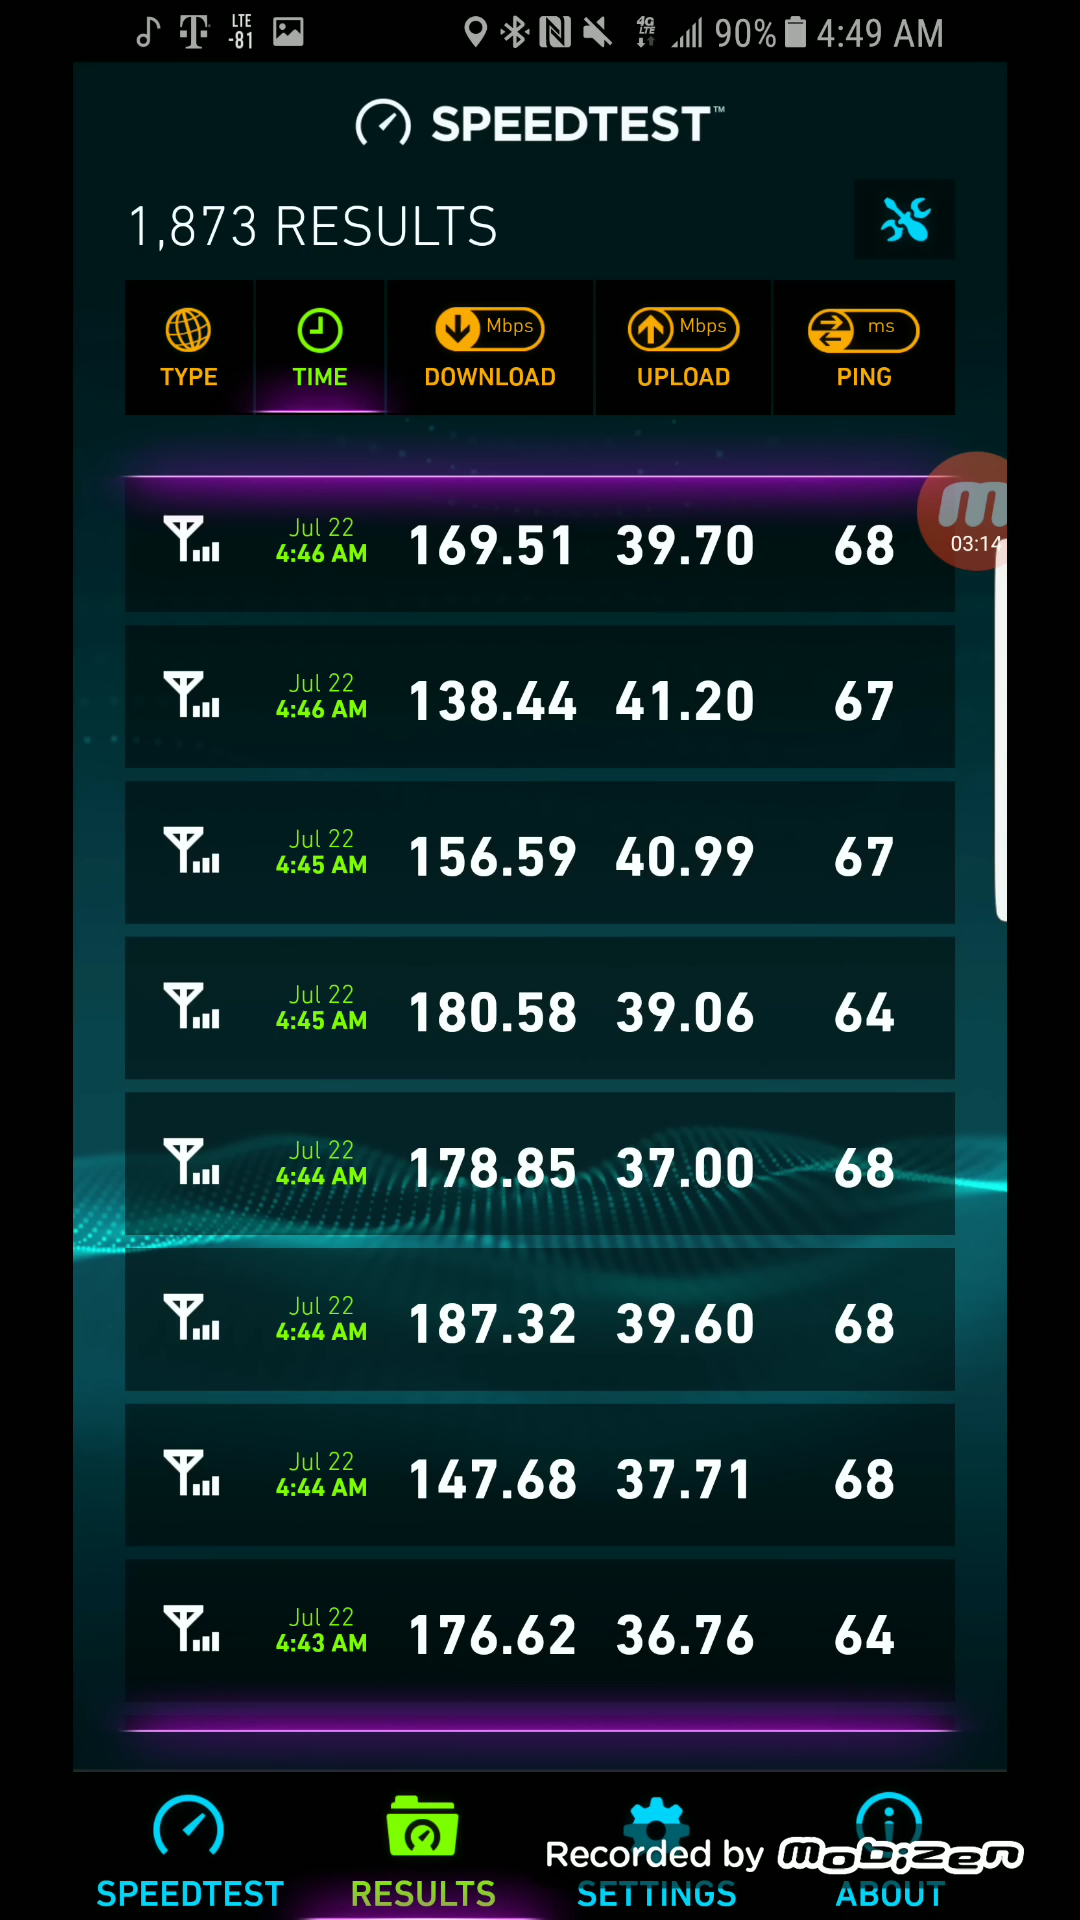 LTE
-81
4G
LTE
90% 4:49 AM
SPEEDTEST™
1,873 RESULTS
Mbps Mbps ms
TYPE TIME DOWNLOAD UPLOAD PING
Jul 22
4:46 AM 169.51 39.70 68
m
03:14
Jul 22
4:46 AM 138.44 41.20 67
Jul 22
4:45 AM 156.59 40.99 67
Jul 22
4:45 AM 180.58 39.06 64
Jul 22
4:44 AM 178.85 37.00 68
Jul 22
4:44 AM 187.32 39.60 68
Jul 22
4:44 AM 147.68 37.71 68
Jul 22
4:43 AM 176.62 36.76 64
Recorded by mobizen
SPEEDTEST RESULTS SETTINGS ABOUT